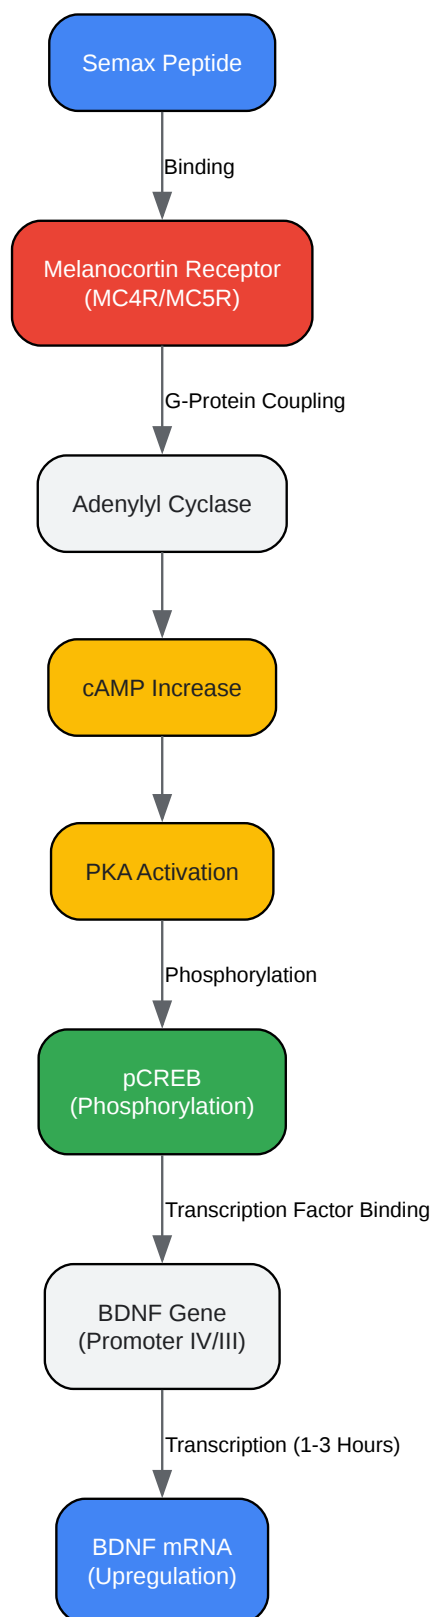 Semax Peptide
Binding
Melanocortin Receptor
(MC4R/MC5R)
G-Protein Coupling
Adenylyl Cyclase
cAMP Increase
PKA Activation
Phosphorylation
pCREB
(Phosphorylation)
Transcription Factor Binding
BDNF Gene
(Promoter IV/III)
Transcription (1-3 Hours)
BDNF mRNA
(Upregulation)